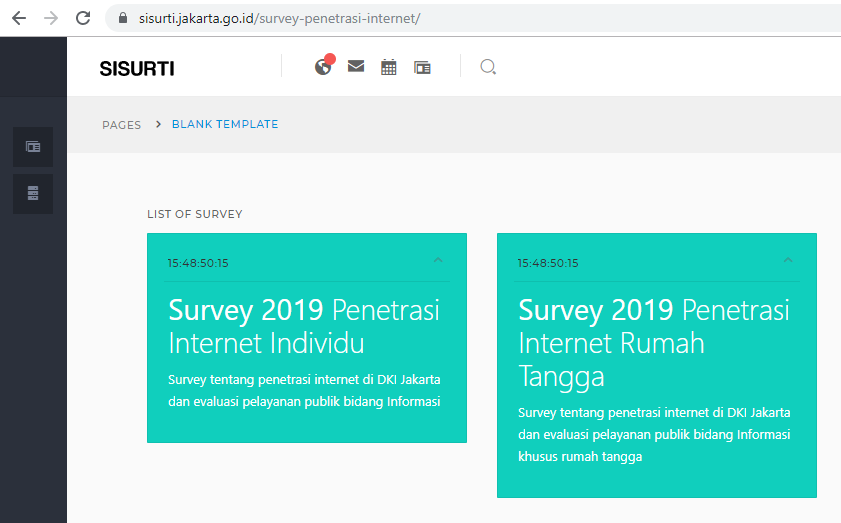 sisurti.jakarta.go.id/survey-penetrasi-internet/
SISURTI
PAGES > BLANK TEMPLATE
LIST OF SURVEY
15:48:50:15
Survey 2019 Penetrasi
Internet Individu
Survey tentang penetrasi internet di DKI Jakarta
dan evaluasi pelayanan publik bidang Informasi
15:48:50:15
Survey 2019 Penetrasi
Internet Rumah
Tangga
Survey tentang penetrasi internet di DKI Jakarta
dan evaluasi pelayanan publik bidang Informasi
khusus rumah tangga